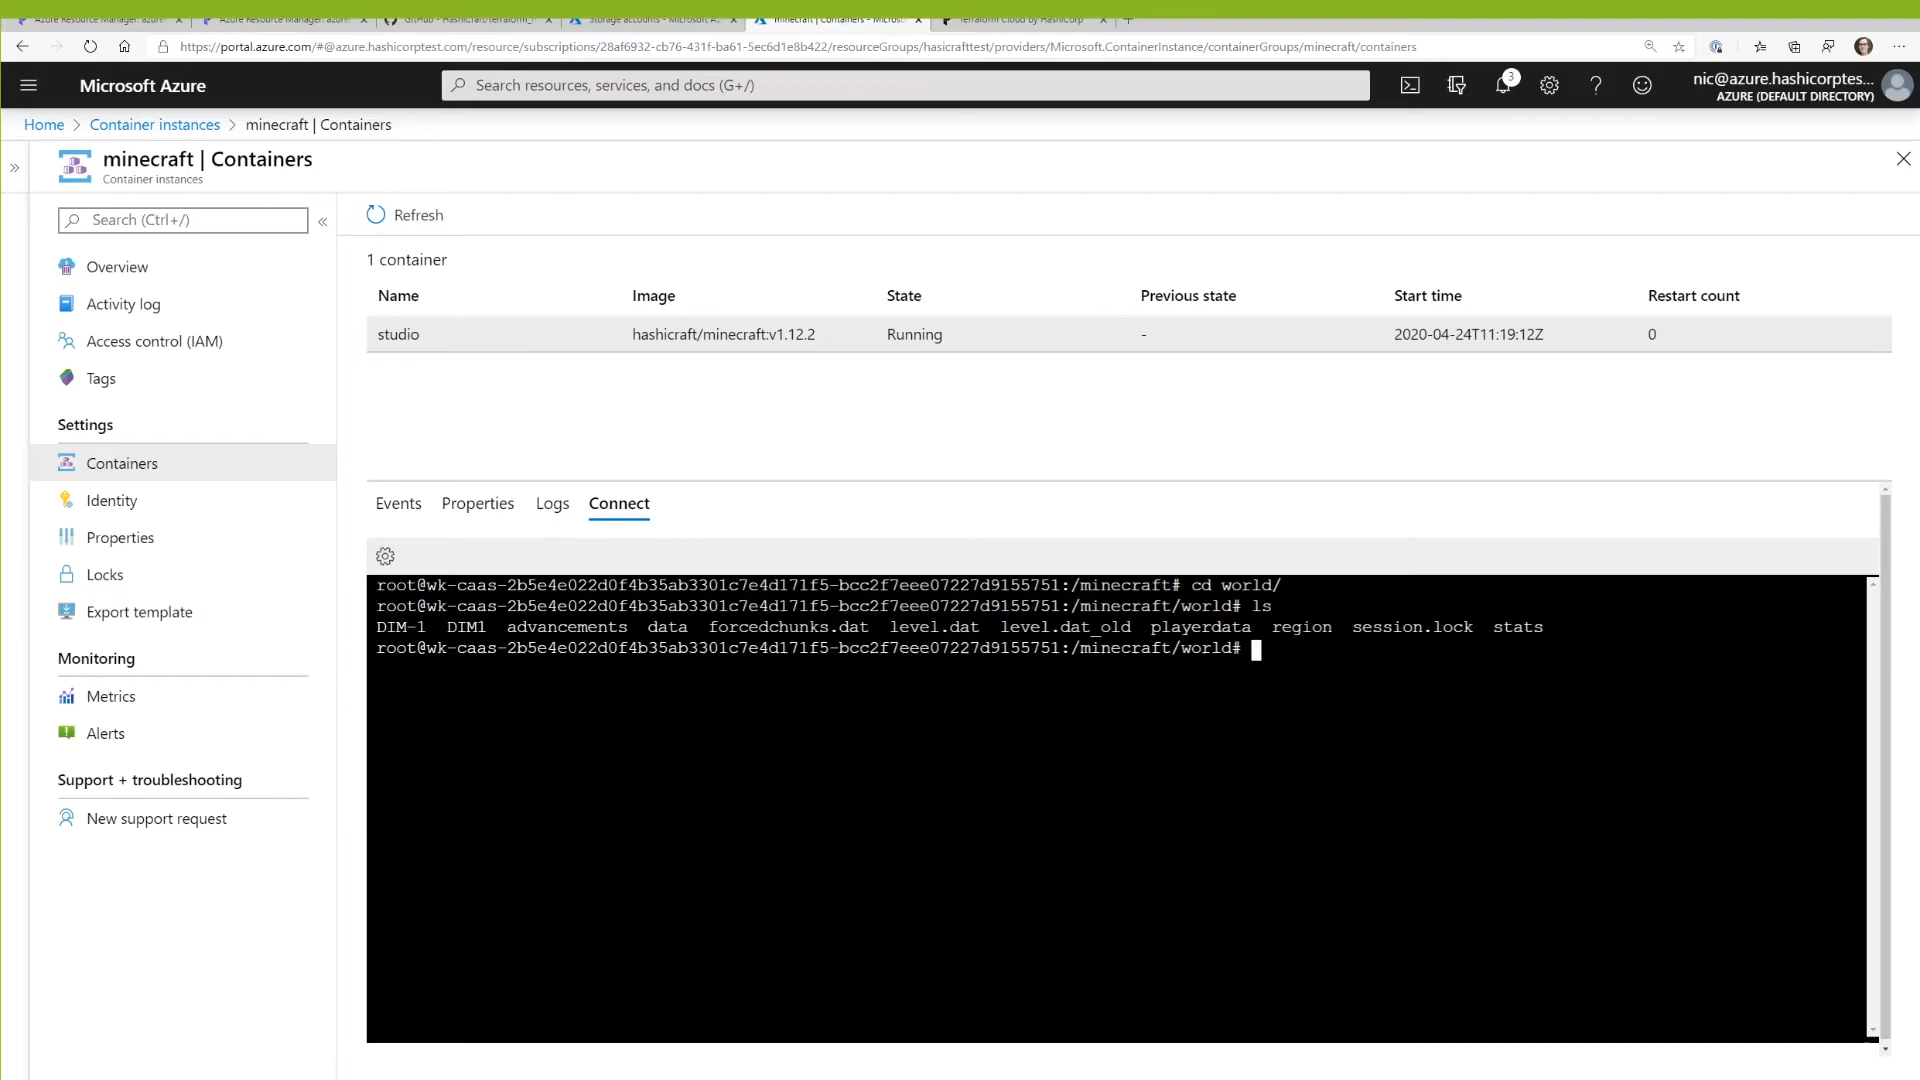 https://portal.azure.com/#@azure.hashicorptest.com/resource/subscriptions/28af6932-cb76-431f-ba61-5ec6d1e8b422/resourceGroups/hasicrafttest/providers/Microsoft.ContainerInstance/containerGroups/minecraft/containers
Microsoft Azure
Search resources, services, and docs (G+/)
3
nic@azure.hashicorptes...
AZURE (DEFAULT DIRECTORY)
Home > Container instances > minecraft | Containers
minecraft | Containers
Container instances
Search (Ctrl+/)
Overview
Activity log
Access control (IAM)
Tags
Settings
Containers
Identity
Properties
Locks
Export template
Monitoring
Metrics
Alerts
Support + troubleshooting
New support request
Refresh
1 container
Name Image State Previous state Start time Restart count
studio hashicraft/minecraft:v1.12.2 Running - 2020-04-24T11:19:12Z 0
Events Properties Logs Connect
root@wk-caas-2b5e4e022d0f4b35ab3301c7e4d171f5-bcc2f7eee07227d9155751:/minecraft# cd world/
root@wk-caas-2b5e4e022d0f4b35ab3301c7e4d171f5-bcc2f7eee07227d9155751:/minecraft/world# ls
DIM-1 DIM1 advancements data forcedchunks.dat level.dat level.dat_old playerdata region session.lock stats
root@wk-caas-2b5e4e022d0f4b35ab3301c7e4d171f5-bcc2f7eee07227d9155751:/minecraft/world#